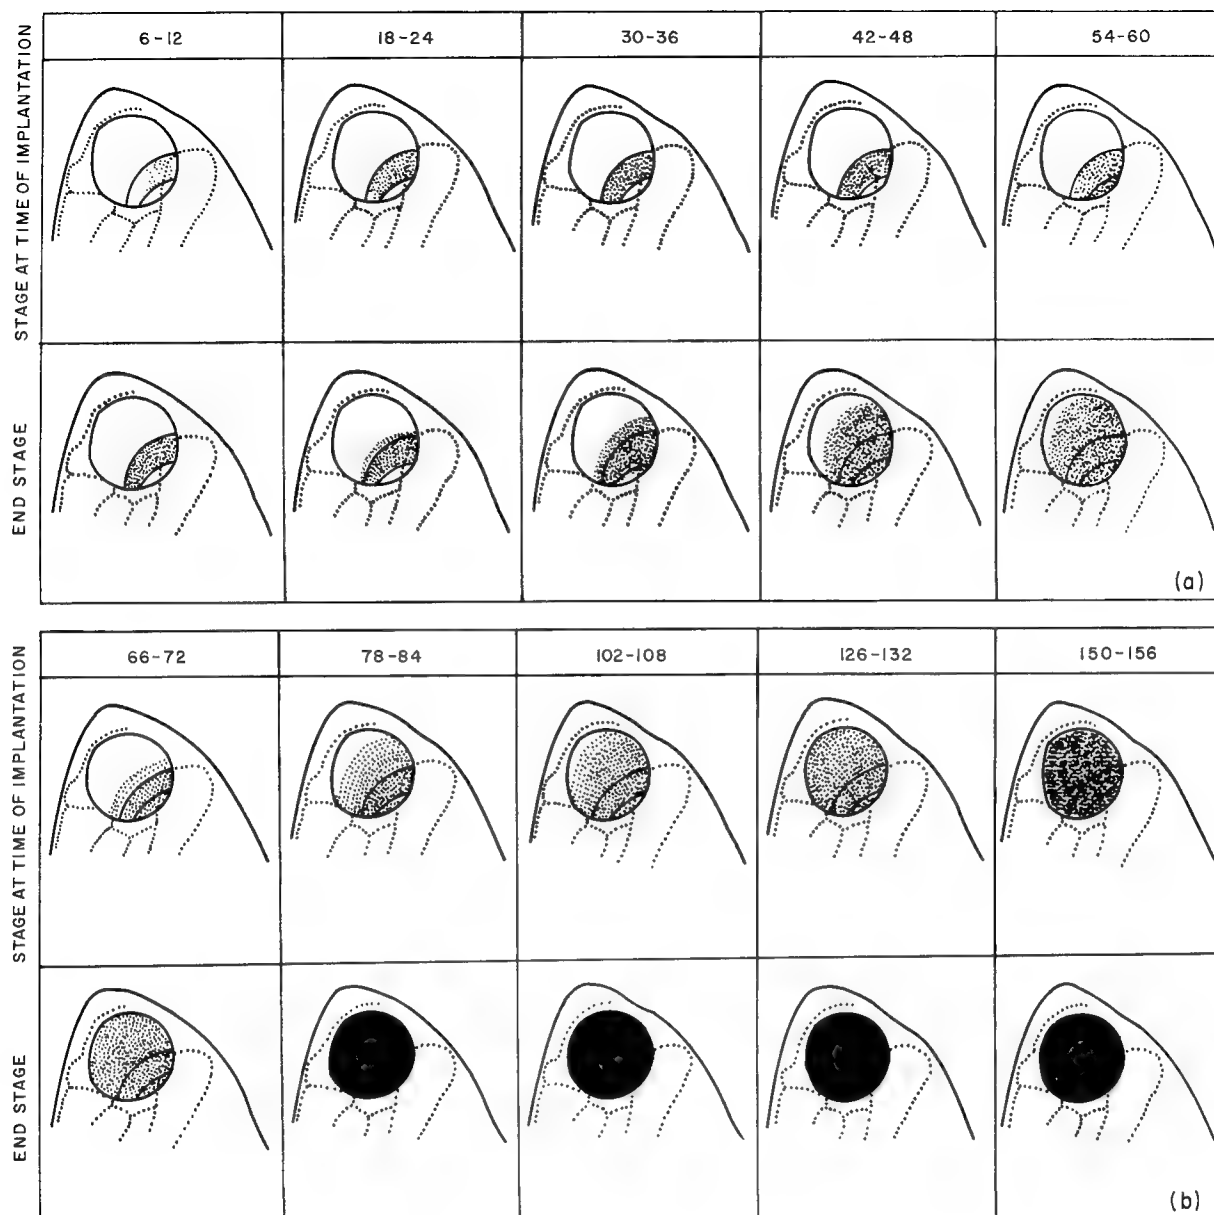 6-12 18-24 30-36 42-48 54-60
STAGE AT TIME OF IMPLANTATION
END STAGE
(a)
66-72 78-84 102-108 126-132 150-156
STAGE AT TIME OF IMPLANTATION
END STAGE
(b)